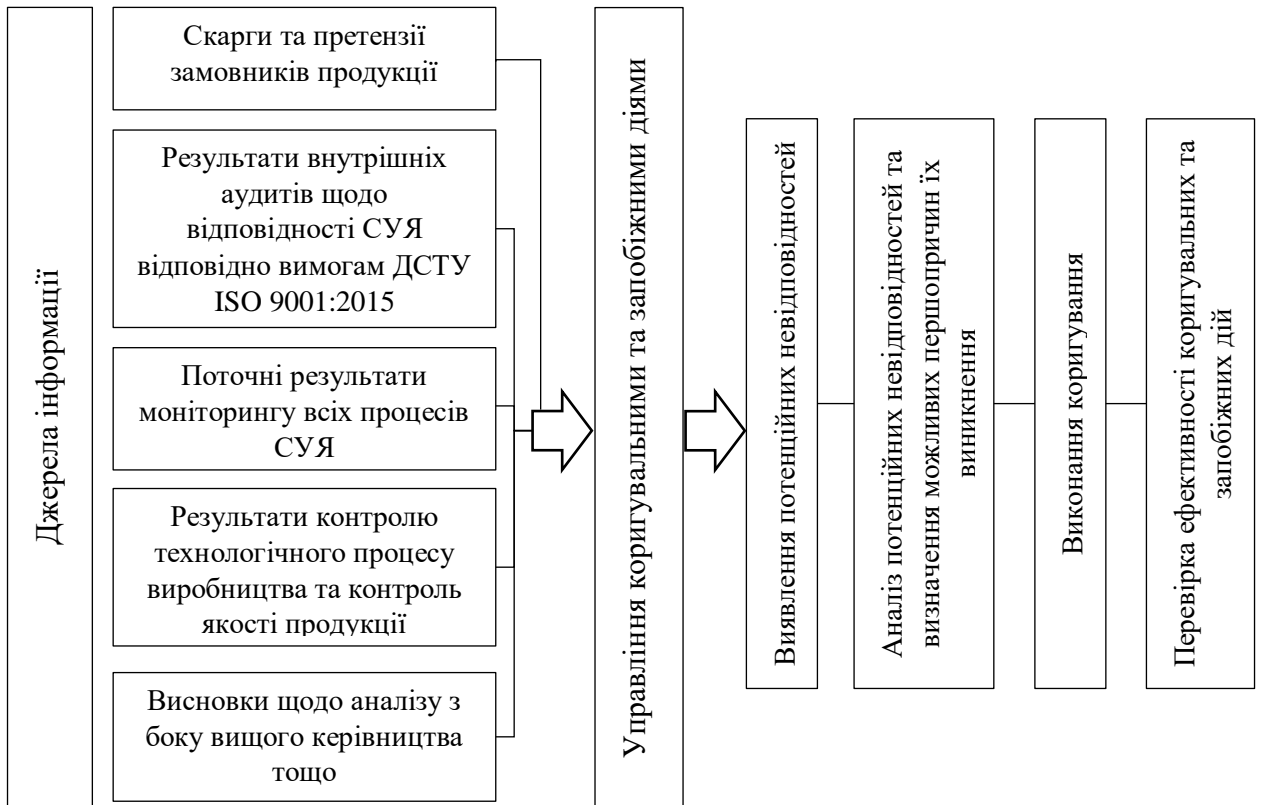 Джерела інформації
Скарги та претензії
замовників продукції
Результати внутрішніх
аудитів щодо
відповідності СУЯ
відповідно вимогам ДСТУ
ISO 9001:2015
Поточні результати
моніторингу всіх процесів
СУЯ
Результати контролю
технологічного процесу
виробництва та контроль
якості продукції
Висновки щодо аналізу з
боку вищого керівництва
тощо
Управління коригувальними та запобіжними діями
Виявлення потенційних невідповідностей
Аналіз потенційних невідповідностей та
визначення можливих першопричин їх
виникнення
Виконання коригування
Перевірка ефективності коригувальних та
запобіжних дій